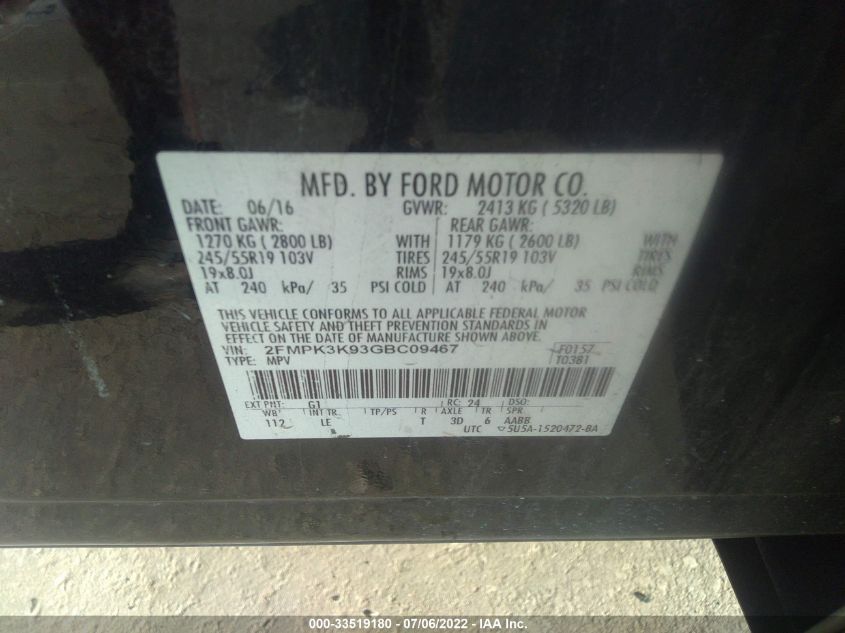 MFD. BY FORD MOTOR CO.
DATE: 06/16 GVWR: 2413 KG ( 5320 LB)
FRONT GAWR: REAR GAWR:
1270 KG ( 2800 LB) WITH 1179 KG ( 2600 LB) WITH
245/55R19 103V TIRES 245/55R19 103V TIRES
19x8.0J RIMS 19x8.0J RIMS
AT 240 kPa/ 35 PSI COLD AT 240 kPa/ 35 PSI COLD
THIS VEHICLE CONFORMS TO ALL APPLICABLE FEDERAL MOTOR
VEHICLE SAFETY AND THEFT PREVENTION STANDARDS IN
EFFECT ON THE DATE OF MANUFACTURE SHOWN ABOVE.
VIN: 2FMPK3K93GBC09467 F0157
TYPE: MPV T0381
EXT PNT: G1 RC: 24 DSO:
WB INT TR TP/PS R AXLE TR SPR
112 LE T 3D 6 AABB
UTC 5U5A-1520472-BA
000-33519180 - 07/06/2022 - IAA Inc.